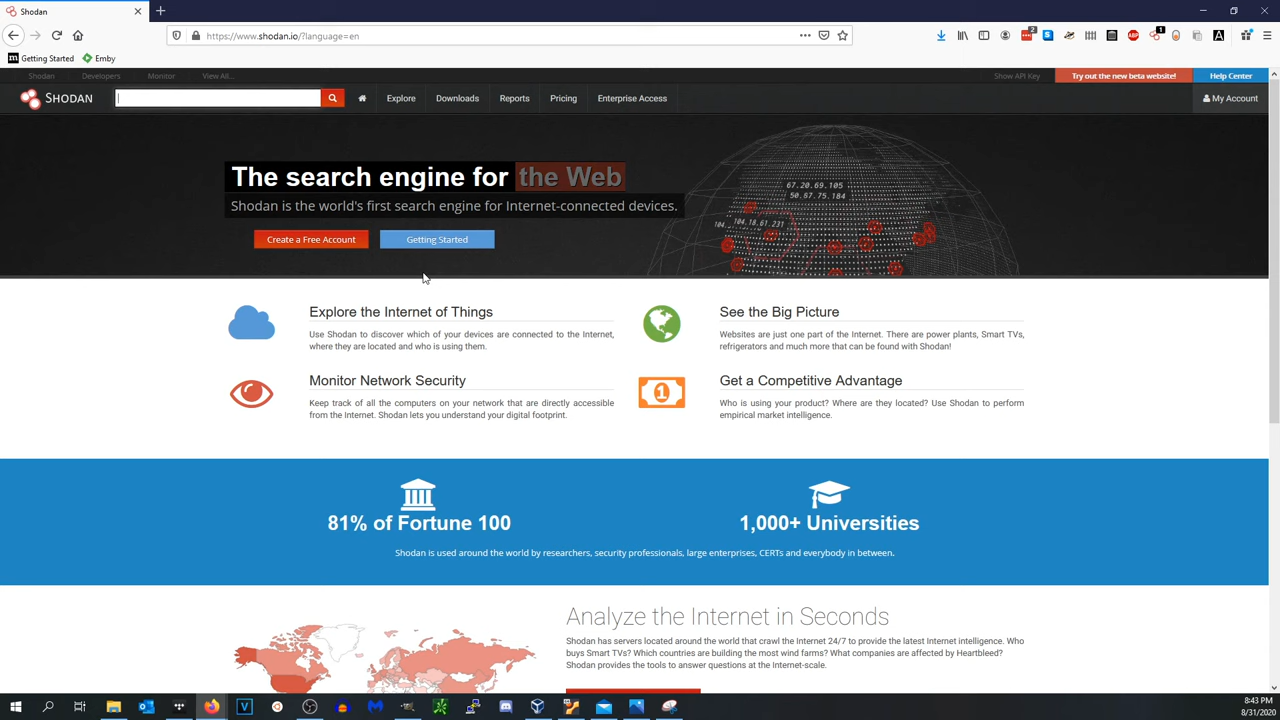 Shodan
https://www.shodan.io/?language=en
2
1
Getting Started
Emby
Shodan
Developers
Monitor
View All...
Show API Key
Try out the new beta website!
Help Center
SHODAN
Explore
Downloads
Reports
Pricing
Enterprise Access
My Account
The search engine for the Web
Shodan is the world's first search engine for Internet-connected devices.
Create a Free Account
Getting Started
67.20.69.105
50.87.75.184
104.18.61.231
104.
Explore the Internet of Things
Use Shodan to discover which of your devices are connected to the Internet,
where they are located and who is using them.
See the Big Picture
Websites are just one part of the Internet. There are power plants, Smart TVs,
refrigerators and much more that can be found with Shodan!
Monitor Network Security
Keep track of all the computers on your network that are directly accessible
from the Internet. Shodan lets you understand your digital footprint.
1
Get a Competitive Advantage
Who is using your product? Where are they located? Use Shodan to perform
empirical market intelligence.
81% of Fortune 100
1,000+ Universities
Shodan is used around the world by researchers, security professionals, large enterprises, CERTs and everybody in between.
Analyze the Internet in Seconds
Shodan has servers located around the world that crawl the Internet 24/7 to provide the latest Internet intelligence. Who
buys Smart TVs? Which countries are building the most wind farms? What companies are affected by Heartbleed?
Shodan provides the tools to answer questions at the Internet-scale.
8:43 PM
8/31/2020